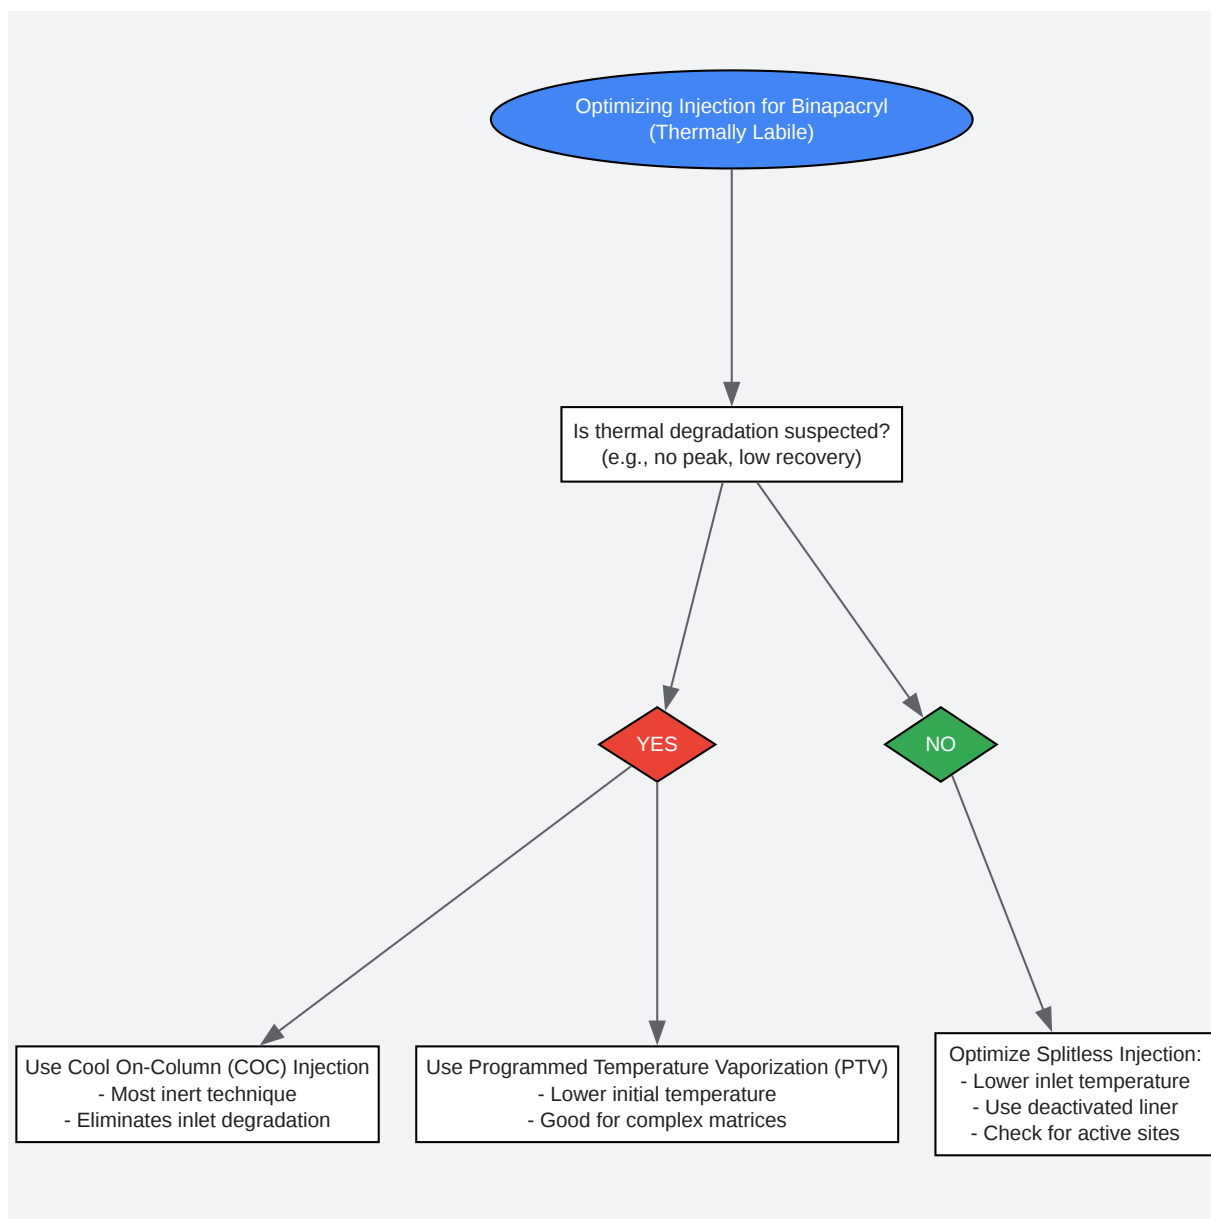 Optimizing Injection for Binapacryl
(Thermally Labile)
Is thermal degradation suspected?
(e.g., no peak, low recovery)
YES
NO
Use Cool On-Column (COC) Injection
- Most inert technique
- Eliminates inlet degradation
Use Programmed Temperature Vaporization (PTV)
- Lower initial temperature
- Good for complex matrices
Optimize Splitless Injection:
- Lower inlet temperature
- Use deactivated liner
- Check for active sites